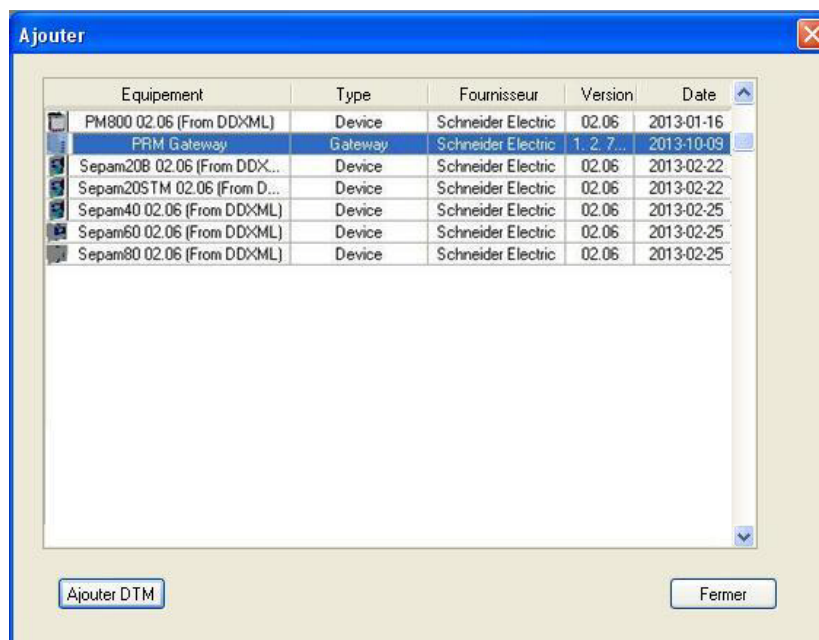 Ajouter
Equipement Type Fournisseur Version Date
PM800 02.06 (From DDXML) Device Schneider Electric 02.06 2013-01-16
PRM Gateway Gateway Schneider Electric 1. 2. 7... 2013-10-09
Sepam20B 02.06 (From DDX... Device Schneider Electric 02.06 2013-02-22
Sepam20STM 02.06 (From D... Device Schneider Electric 02.06 2013-02-22
Sepam40 02.06 (From DDXML) Device Schneider Electric 02.06 2013-02-25
Sepam60 02.06 (From DDXML) Device Schneider Electric 02.06 2013-02-25
Sepam80 02.06 (From DDXML) Device Schneider Electric 02.06 2013-02-25
Ajouter DTM Fermer